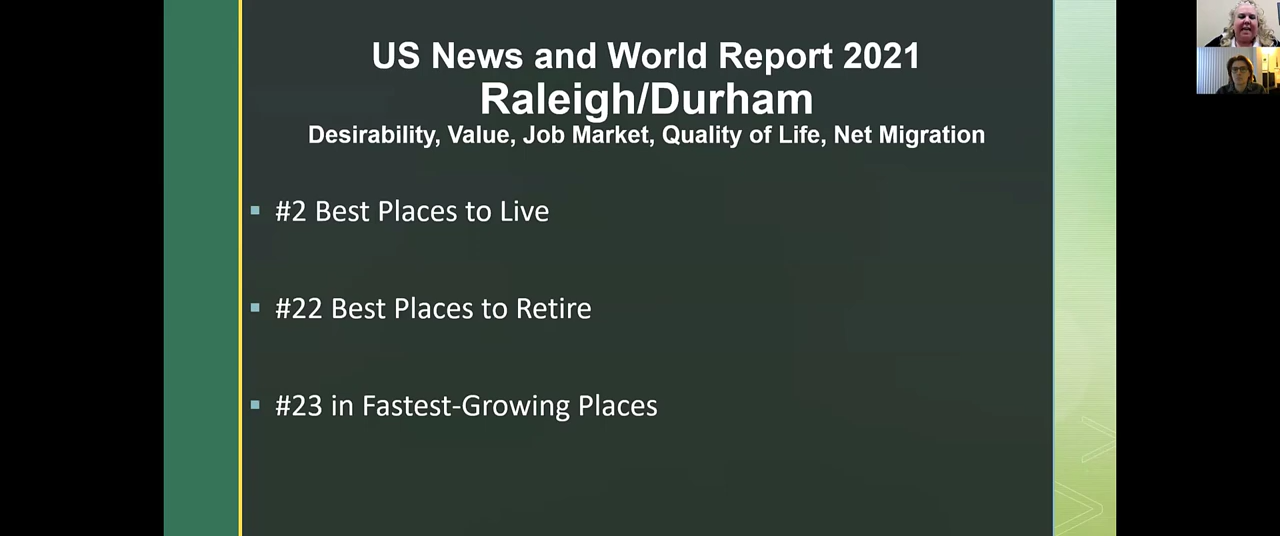 US News and World Report 2021
Raleigh/Durham
Desirability, Value, Job Market, Quality of Life, Net Migration
#2 Best Places to Live
#22 Best Places to Retire
#23 in Fastest-Growing Places